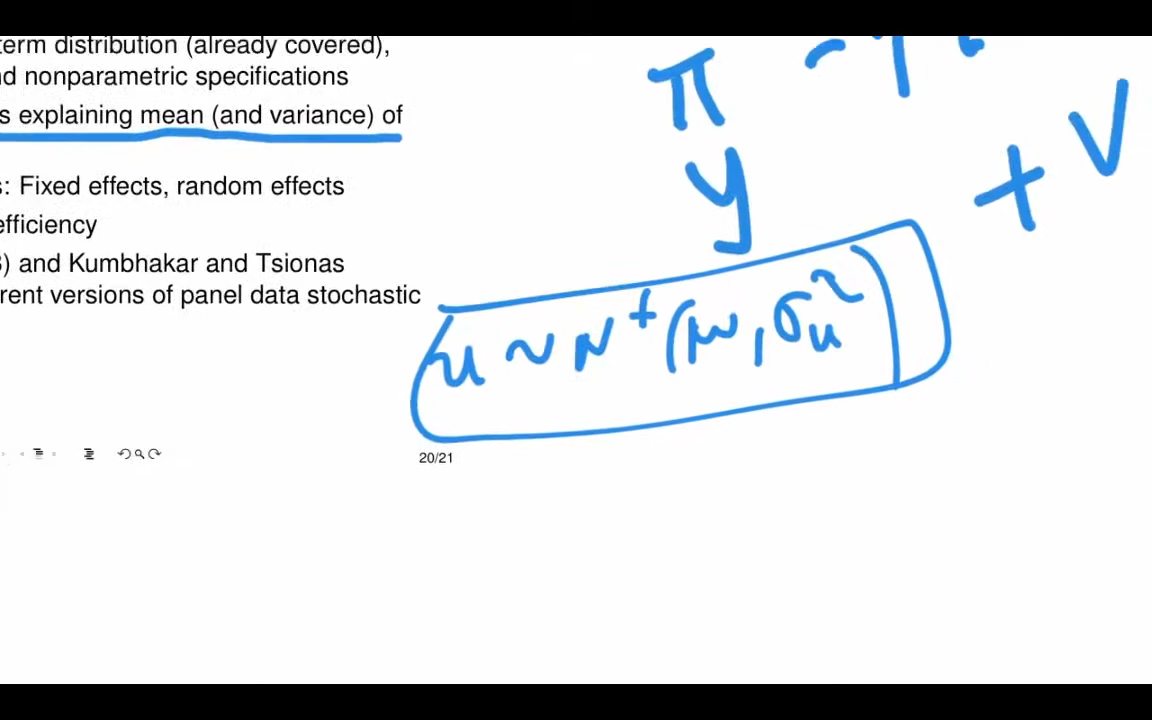 term distribution (already covered),
nd nonparametric specifications
s explaining mean (and variance) of
s: Fixed effects, random effects
efficiency
3) and Kumbhakar and Tsionas
rent versions of panel data stochastic
π
y
+ V
u ~ N⁺(μ, σᵤ²)
20/21